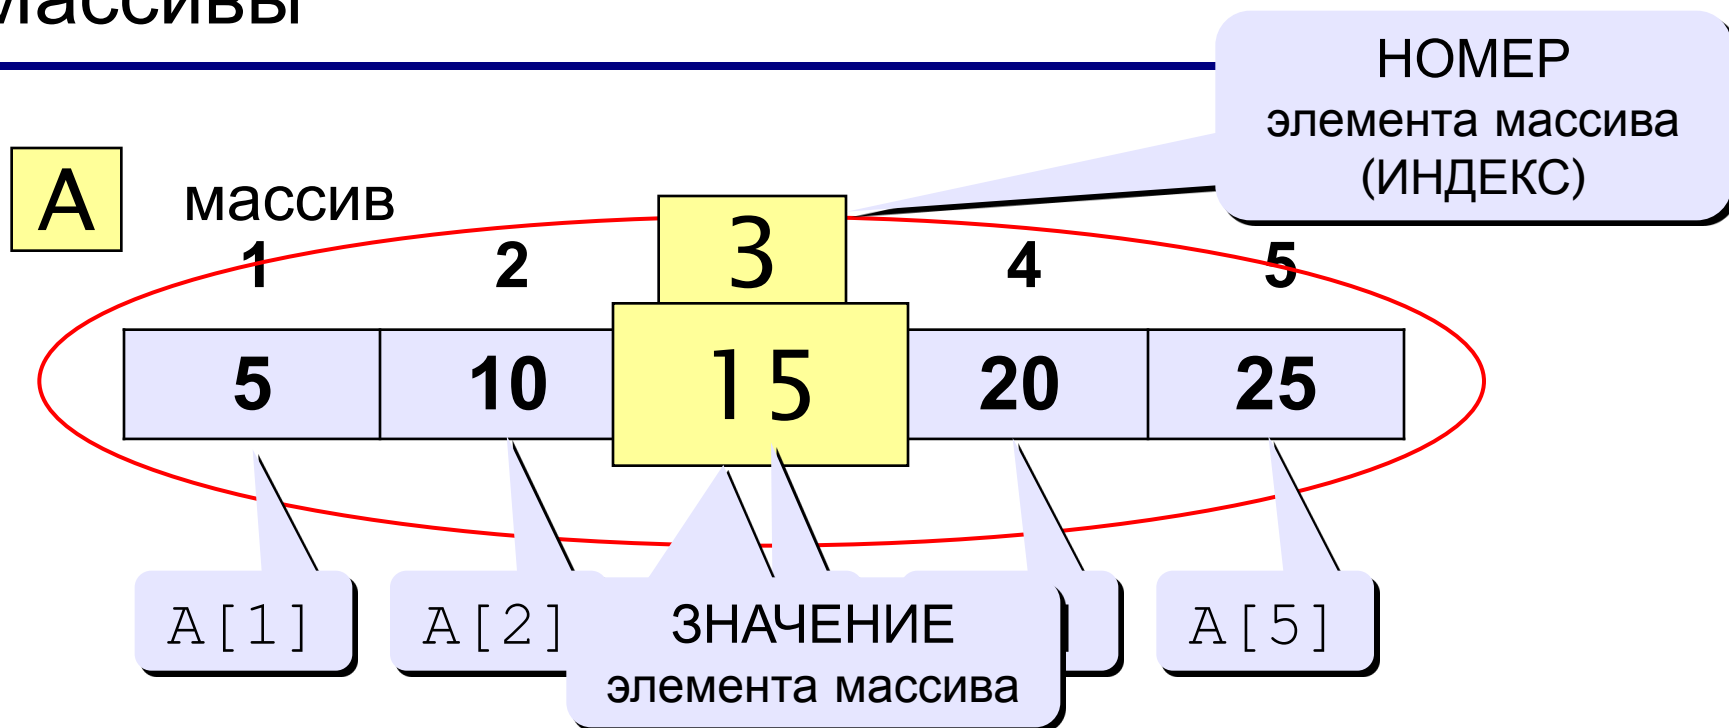 массивы
НОМЕР
элемента массива
(ИНДЕКС)
A
массив
1 2 3 4 5
5 10 15 20 25
A[1] A[2] A[5]
ЗНАЧЕНИЕ
элемента массива